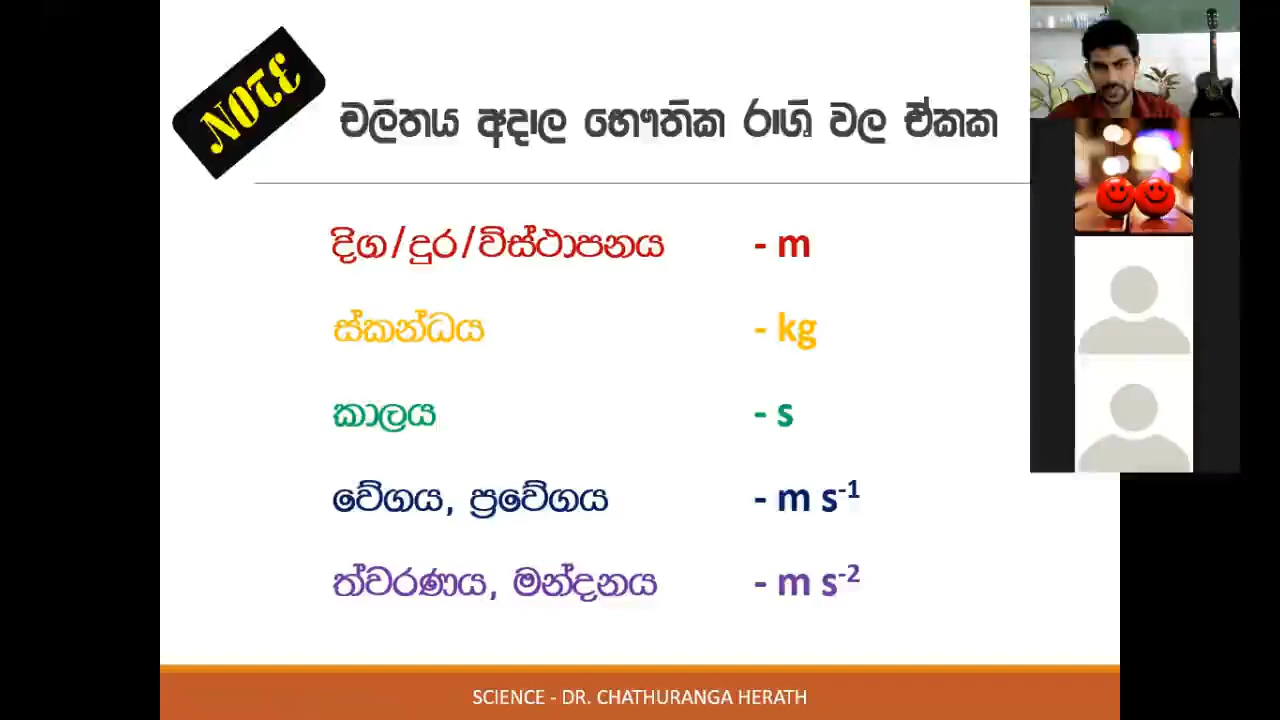 NOTE
චලිතය අදාල භෞතික රාශි වල ඒකක
දිග/දුර/විස්ථාපනය - m
ස්කන්ධය - kg
කාලය - s
වේගය, ප්‍රවේගය - m s⁻¹
ත්වරණය, මන්දනය - m s⁻²
SCIENCE - DR. CHATHURANGA HERATH